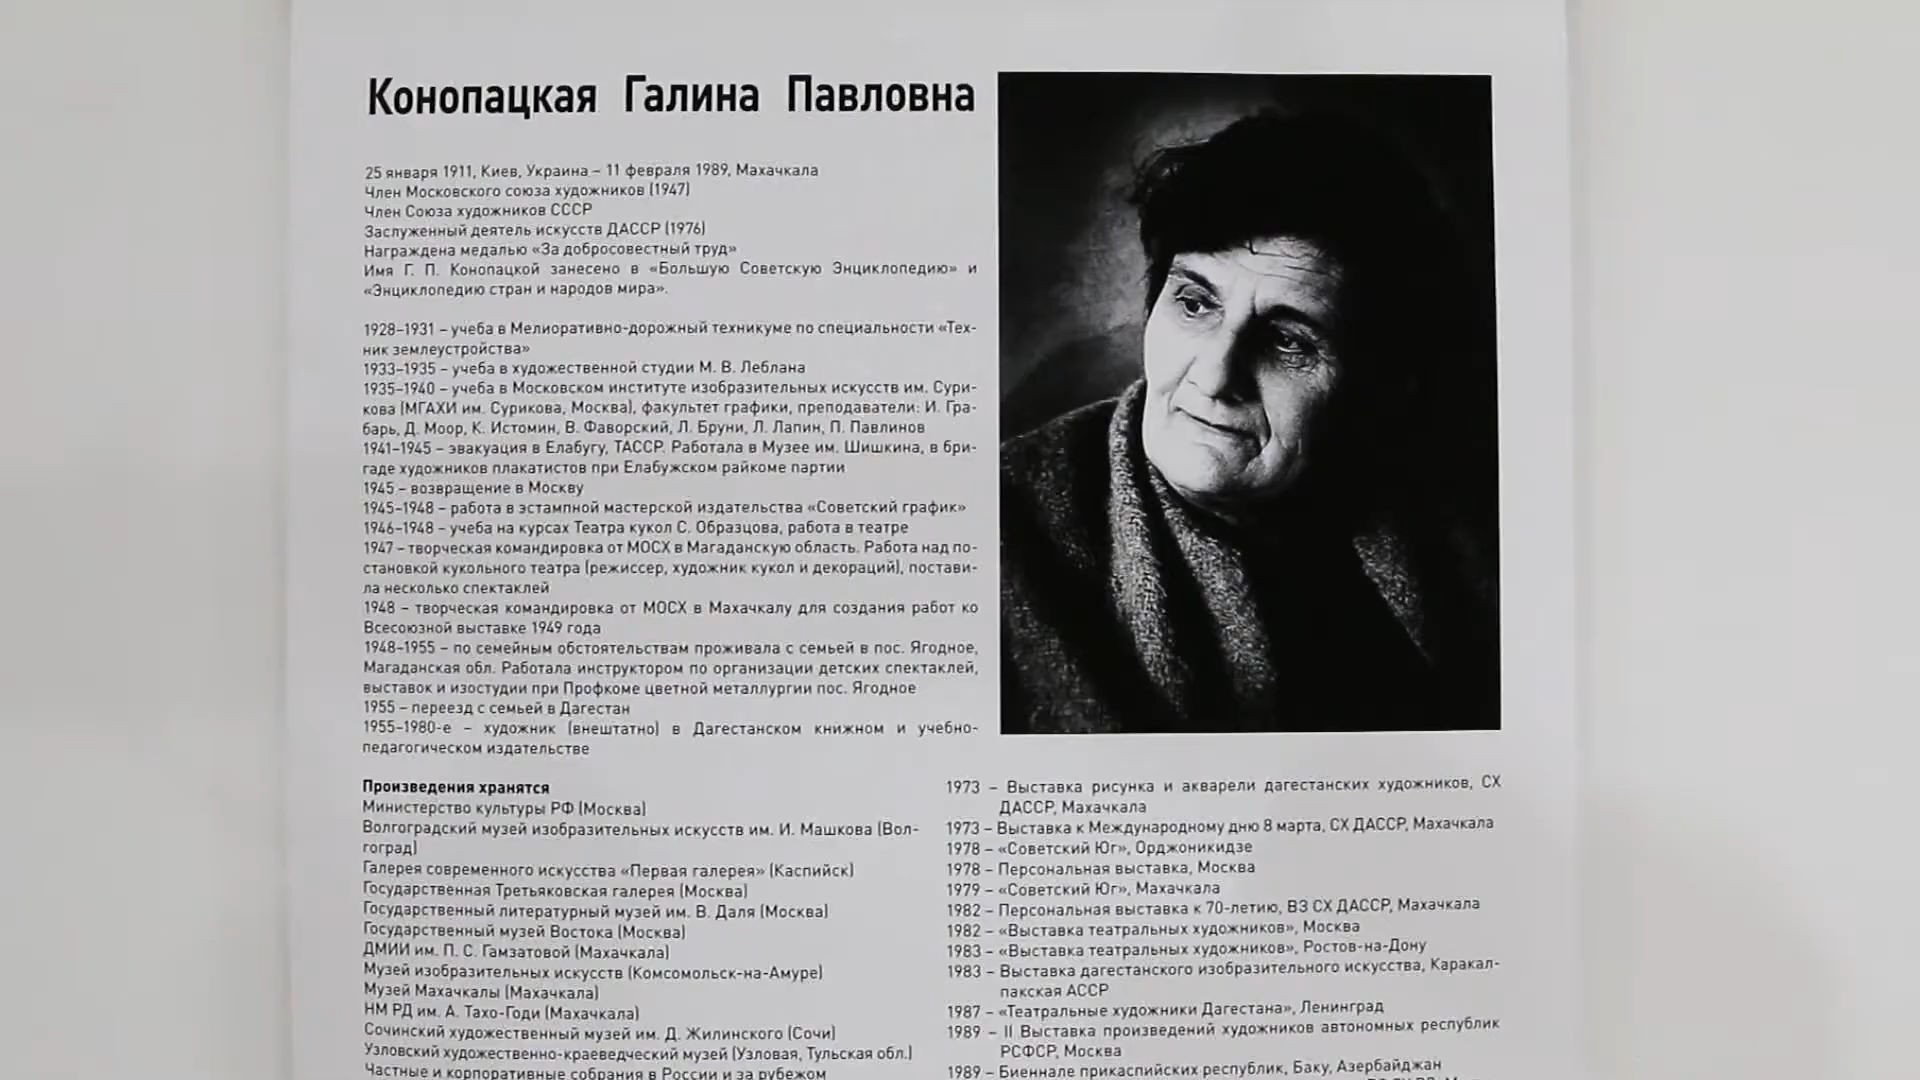 Конопацкая Галина Павловна
25 января 1911, Киев, Украина – 11 февраля 1989, Махачкала
Член Московского союза художников (1947)
Член Союза художников СССР
Заслуженный деятель искусств ДАССР (1976)
Награждена медалью «За добросовестный труд»
Имя Г. П. Конопацкой занесено в «Большую Советскую Энциклопедию» и
«Энциклопедию стран и народов мира».
1928–1931 – учеба в Мелиоративно-дорожный техникуме по специальности «Тех-
ник землеустройства»
1933–1935 – учеба в художественной студии М. В. Леблана
1935–1940 – учеба в Московском институте изобразительных искусств им. Сури-
кова (МГАХИ им. Сурикова, Москва), факультет графики, преподаватели: И. Гра-
барь, Д. Моор, К. Истомин, В. Фаворский, Л. Бруни, Л. Лапин, П. Павлинов
1941–1945 – эвакуация в Елабугу, ТАССР. Работала в Музее им. Шишкина, в бри-
гаде художников плакатистов при Елабужском райкоме партии
1945 – возвращение в Москву
1945–1948 – работа в эстампной мастерской издательства «Советский график»
1946–1948 – учеба на курсах Театра кукол С. Образцова, работа в театре
1947 – творческая командировка от МОСХ в Магаданскую область. Работа над по-
становкой кукольного театра (режиссер, художник кукол и декораций), постави-
ла несколько спектаклей
1948 – творческая командировка от МОСХ в Махачкалу для создания работ ко
Всесоюзной выставке 1949 года
1948–1955 – по семейным обстоятельствам проживала с семьей в пос. Ягодное,
Магаданская обл. Работала инструктором по организации детских спектаклей,
выставок и изостудии при Профкоме цветной металлургии пос. Ягодное
1955 – переезд с семьей в Дагестан
1955–1980-е – художник (внештатно) в Дагестанском книжном и учебно-
педагогическом издательстве
Произведения хранятся
Министерство культуры РФ (Москва)
Волгоградский музей изобразительных искусств им. И. Машкова (Вол-
гоград)
Галерея современного искусства «Первая галерея» (Каспийск)
Государственная Третьяковская галерея (Москва)
Государственный литературный музей им. В. Даля (Москва)
Государственный музей Востока (Москва)
ДМИИ им. П. С. Гамзатовой (Махачкала)
Музей изобразительных искусств (Комсомольск-на-Амуре)
Музей Махачкалы (Махачкала)
НМ РД им. А. Тахо-Годи (Махачкала)
Сочинский художественный музей им. Д. Жилинского (Сочи)
Узловский художественно-краеведческий музей (Узловая, Тульская обл.)
Частные и корпоративные собрания в России и за рубежом
1973 – Выставка рисунка и акварели дагестанских художников, СХ
ДАССР, Махачкала
1973 – Выставка к Международному дню 8 марта, СХ ДАССР, Махачкала
1978 – «Советский Юг», Орджоникидзе
1978 – Персональная выставка, Москва
1979 – «Советский Юг», Махачкала
1982 – Персональная выставка к 70-летию, ВЗ СХ ДАССР, Махачкала
1982 – «Выставка театральных художников», Москва
1983 – «Выставка театральных художников», Ростов-на-Дону
1983 – Выставка дагестанского изобразительного искусства, Каракал-
пакская АССР
1987 – «Театральные художники Дагестана», Ленинград
1989 – II Выставка произведений художников автономных республик
РСФСР, Москва
1989 – Биеннале прикаспийских республик, Баку, Азербайджан